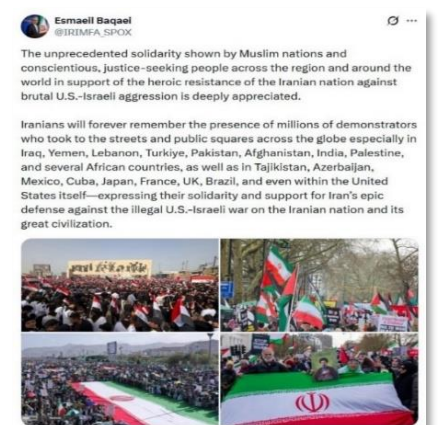 Esmaeil Baqaei
@IRIMFA_SPOX
The unprecedented solidarity shown by Muslim nations and
conscientious, justice-seeking people across the region and around the
world in support of the heroic resistance of the Iranian nation against
brutal U.S.-Israeli aggression is deeply appreciated.
Iranians will forever remember the presence of millions of demonstrators
who took to the streets and public squares across the globe especially in
Iraq, Yemen, Lebanon, Turkiye, Pakistan, Afghanistan, India, Palestine,
and several African countries, as well as in Tajikistan, Azerbaijan,
Mexico, Cuba, Japan, France, UK, Brazil, and even within the United
States itself—expressing their solidarity and support for Iran's epic
defense against the illegal U.S.-Israeli war on the Iranian nation and its
great civilization.